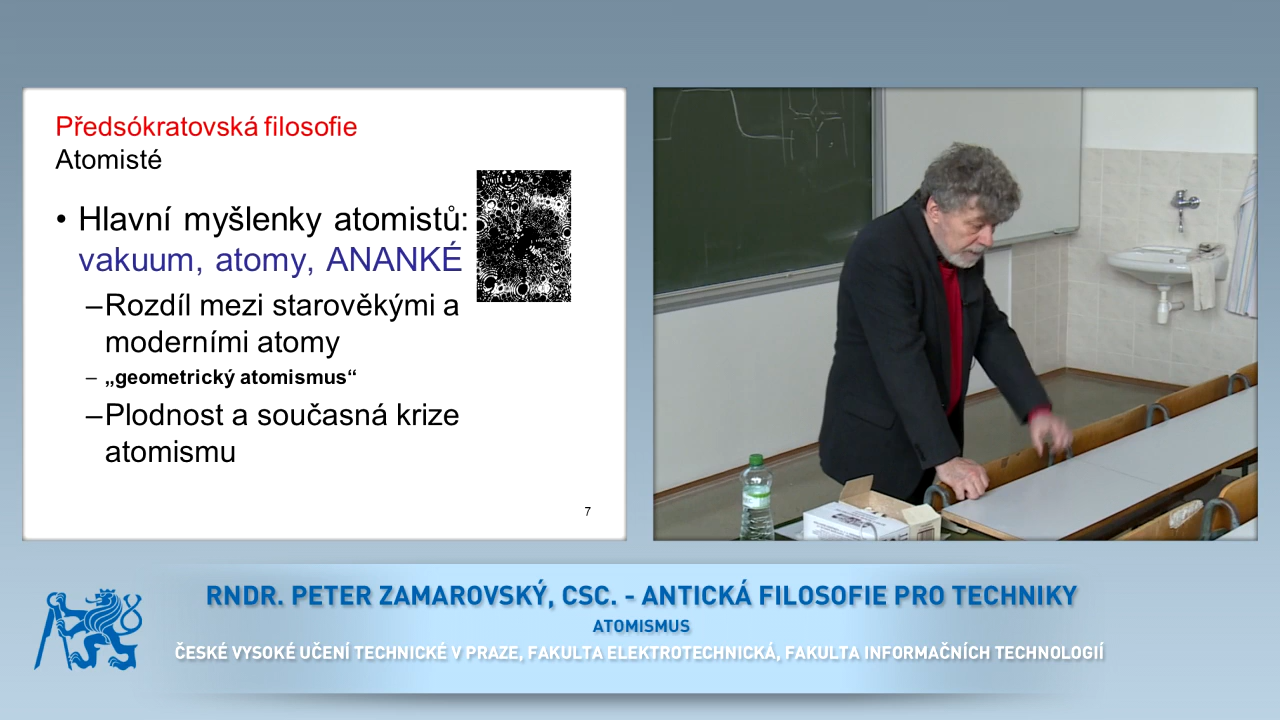 Předsókratovská filosofie
Atomisté
• Hlavní myšlenky atomistů:
vakuum, atomy, ANANKÉ
–Rozdíl mezi starověkými a
moderními atomy
– „geometrický atomismus“
–Plodnost a současná krize
atomismu
7
RNDR. PETER ZAMAROVSKÝ, CSC. - ANTICKÁ FILOSOFIE PRO TECHNIKY
ATOMISMUS
ČESKÉ VYSOKÉ UČENÍ TECHNICKÉ V PRAZE, FAKULTA ELEKTROTECHNICKÁ, FAKULTA INFORMAČNÍCH TECHNOLOGIÍ